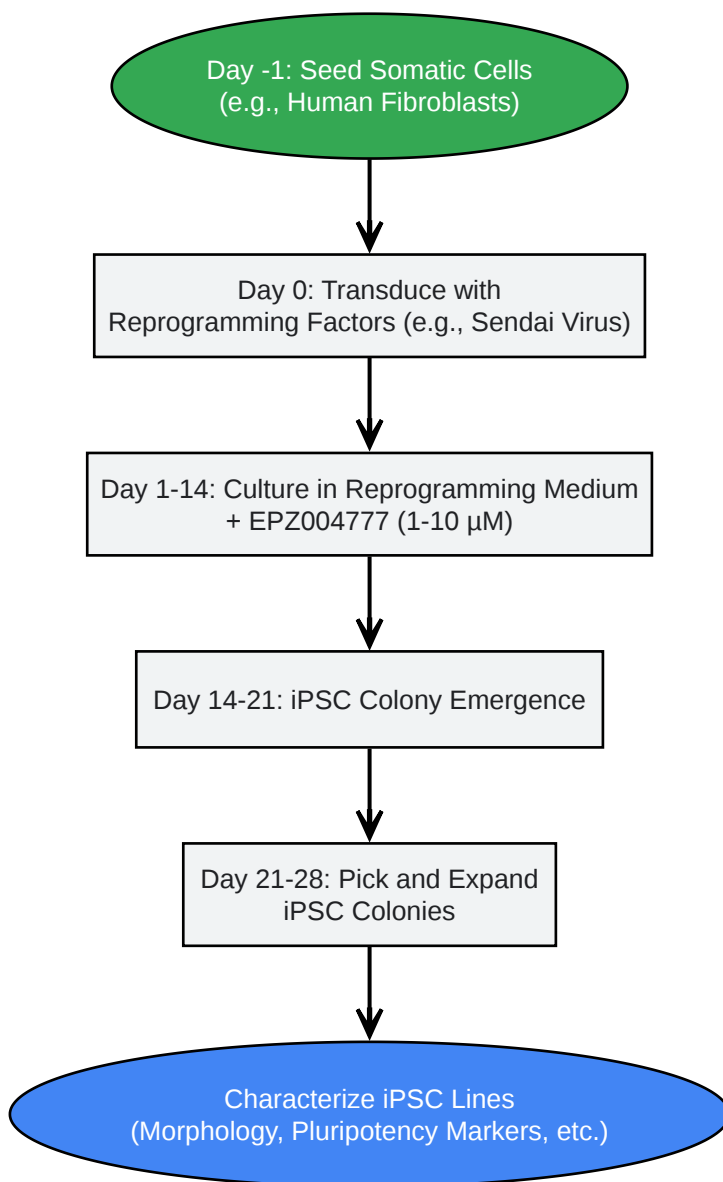 Day -1: Seed Somatic Cells
(e.g., Human Fibroblasts)
Day 0: Transduce with
Reprogramming Factors (e.g., Sendai Virus)
Day 1-14: Culture in Reprogramming Medium
+ EPZ004777 (1-10 µM)
Day 14-21: iPSC Colony Emergence
Day 21-28: Pick and Expand
iPSC Colonies
Characterize iPSC Lines
(Morphology, Pluripotency Markers, etc.)